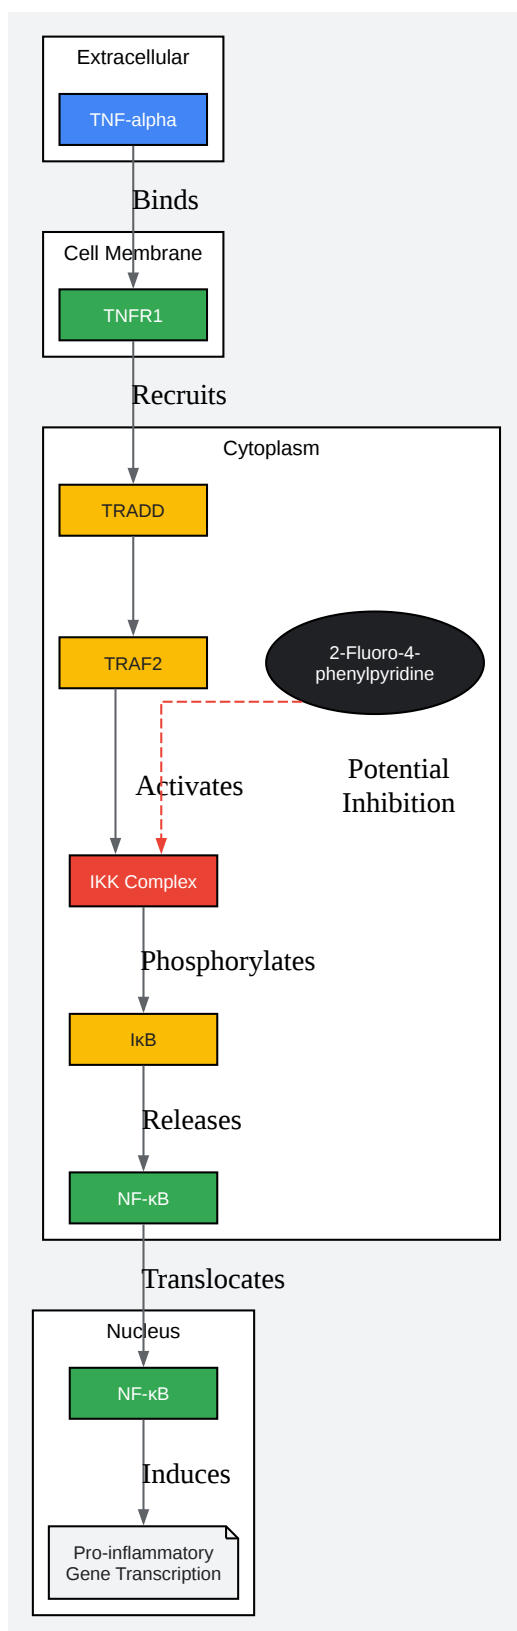 Extracellular
TNF-alpha
Binds
Cell Membrane
TNFR1
Recruits
Cytoplasm
TRADD
TRAF2
2-Fluoro-4-
phenylpyridine
Activates
Potential
Inhibition
IKK Complex
Phosphorylates
IκB
Releases
NF-κB
Translocates
Nucleus
NF-κB
Induces
Pro-inflammatory
Gene Transcription